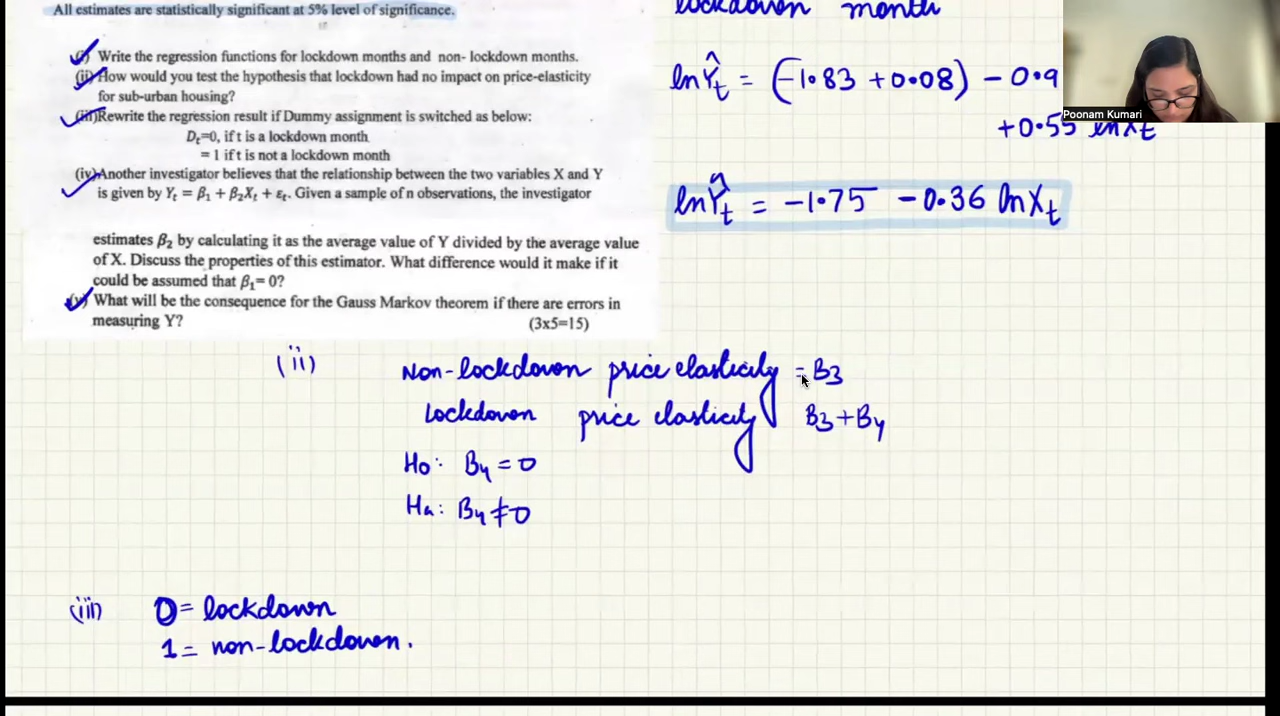 All estimates are statistically significant at 5% level of significance.
(i) Write the regression functions for lockdown months and non- lockdown months.
(ii) How would you test the hypothesis that lockdown had no impact on price-elasticity
for sub-urban housing?
(iii) Rewrite the regression result if Dummy assignment is switched as below:
Dₜ=0, if t is a lockdown month
= 1 if t is not a lockdown month
(iv) Another investigator believes that the relationship between the two variables X and Y
is given by Yₜ = β₁ + β₂Xₜ + εₜ. Given a sample of n observations, the investigator
estimates β₂ by calculating it as the average value of Y divided by the average value
of X. Discuss the properties of this estimator. What difference would it make if it
could be assumed that β₁= 0?
(v) What will be the consequence for the Gauss Markov theorem if there are errors in
measuring Y?
(3x5=15)
lockdown month
ln Ŷₜ = (-1.83 +0.08) - 0.9
+0.55 lnXₜ
ln Ŷₜ = -1.75 -0.36 lnXₜ
Poonam Kumari
(ii) Non-lockdown price elasticity = B3
Lockdown price elasticity B3+B4
Ho: B4 = 0
Ha: B4 ≠ 0
(iii) 0= lockdown
1= non-lockdown.